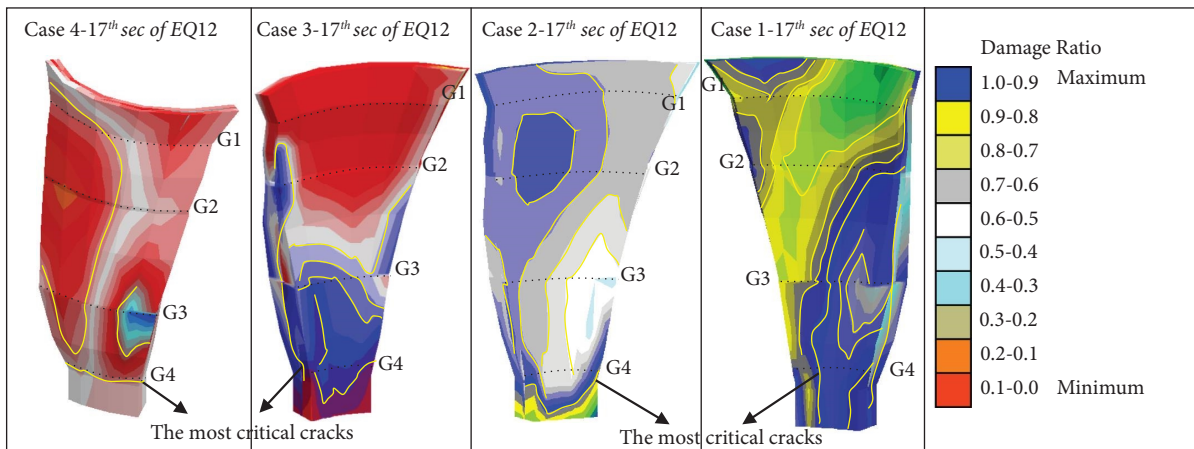 Case 4-17th sec of EQ12
G1
G2
G3
G4
Case 3-17th sec of EQ12
G1
G2
G3
G4
The most critical cracks
Case 2-17th sec of EQ12
G1
G2
G3
G4
Case 1-17th sec of EQ12
G1
G2
G3
G4
The most critical cracks
Damage Ratio
1.0-0.9 Maximum
0.9-0.8
0.8-0.7
0.7-0.6
0.6-0.5
0.5-0.4
0.4-0.3
0.3-0.2
0.2-0.1
0.1-0.0 Minimum